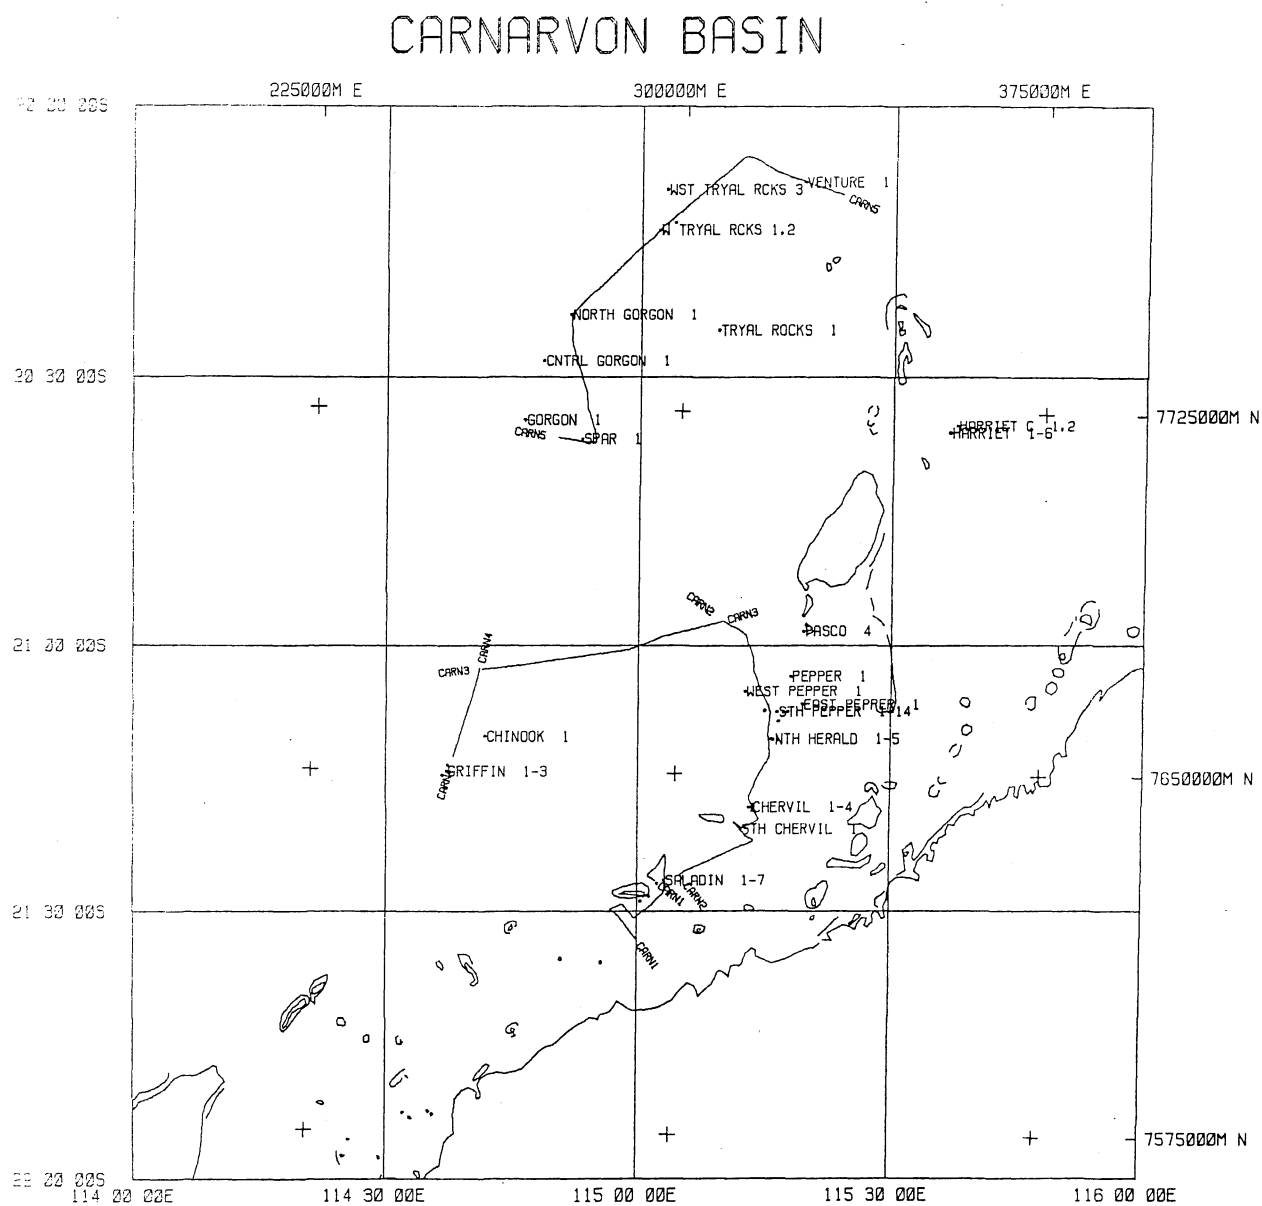 CARNARVON BASIN
225000M E 300000M E 375000M E
00 00S
VENTURE 1
WST TRYAL RCKS 3
CARN5
W TRYAL RCKS 1.2
NORTH GORGON 1
TRYAL ROCKS 1
CNTRL GORGON 1
20 30 00S
GORGON 1
7725000M N
HARRIET C 1.2
CARN5
HARRIET 1-6
SPAR 1
CARN2
CARN3
PASCO 4
CARN4
21 00 00S
CARN3
PEPPER 1
WEST PEPPER 1
EAST PEPPER 1
STH PEPPER 1-14
CHINOOK 1
NTH HERALD 1-5
GRIFFIN 1-3
CARN4
7650000M N
CHERVIL 1-4
STH CHERVIL 1
SALADIN 1-7
CARN1
CARN2
21 30 00S
CARN1
7575000M N
22 00 00S
114 00 00E 114 30 00E 115 00 00E 115 30 00E 116 00 00E